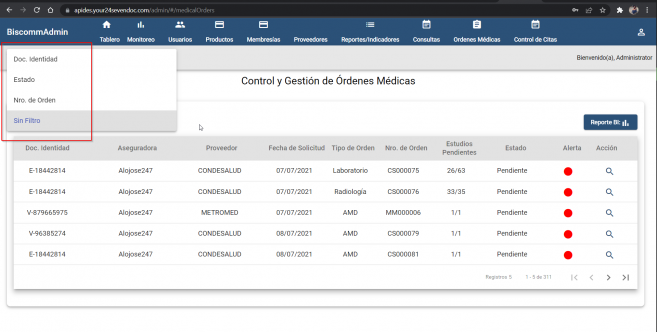 apides.your24sevendoc.com/admin/#/medicalOrders
BiscommAdmin
Tablero Monitoreo Usuarios Productos Membresías Proveedores Reportes/Indicadores Consultas Ordenes Médicas Control de Citas
Bienvenido(a), Administrator
Doc. Identidad
Estado
Nro. de Orden
Sin Filtro
Control y Gestión de Órdenes Médicas
Reporte BI:
Doc. Identidad Aseguradora Proveedor Fecha de Solicitud Tipo de Orden Nro. de Orden Estudios Pendientes Estado Alerta Acción
E-18442814 Alojose247 CONDESALUD 07/07/2021 Laboratorio CS000075 26/63 Pendiente
E-18442814 Alojose247 CONDESALUD 07/07/2021 Radiología CS000076 33/35 Pendiente
V-879665975 Alojose247 METROMED 07/07/2021 AMD MM000006 1/1 Pendiente
V-96385274 Alojose247 CONDESALUD 08/07/2021 AMD CS000079 1/1 Pendiente
E-18442814 Alojose247 CONDESALUD 08/07/2021 AMD CS000081 1/1 Pendiente
Registros 5 1 - 5 de 311